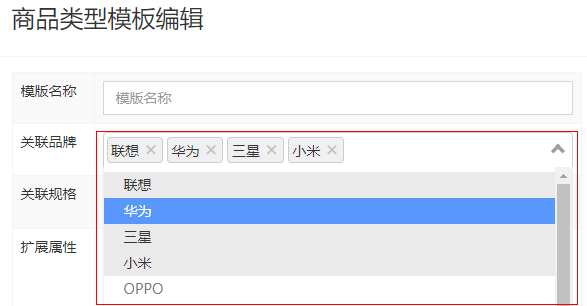 商品类型模板编辑
模版名称 模版名称
关联品牌 联想 × 华为 × 三星 × 小米 ×
联想
关联规格
华为
三星
扩展属性
小米
OPPO